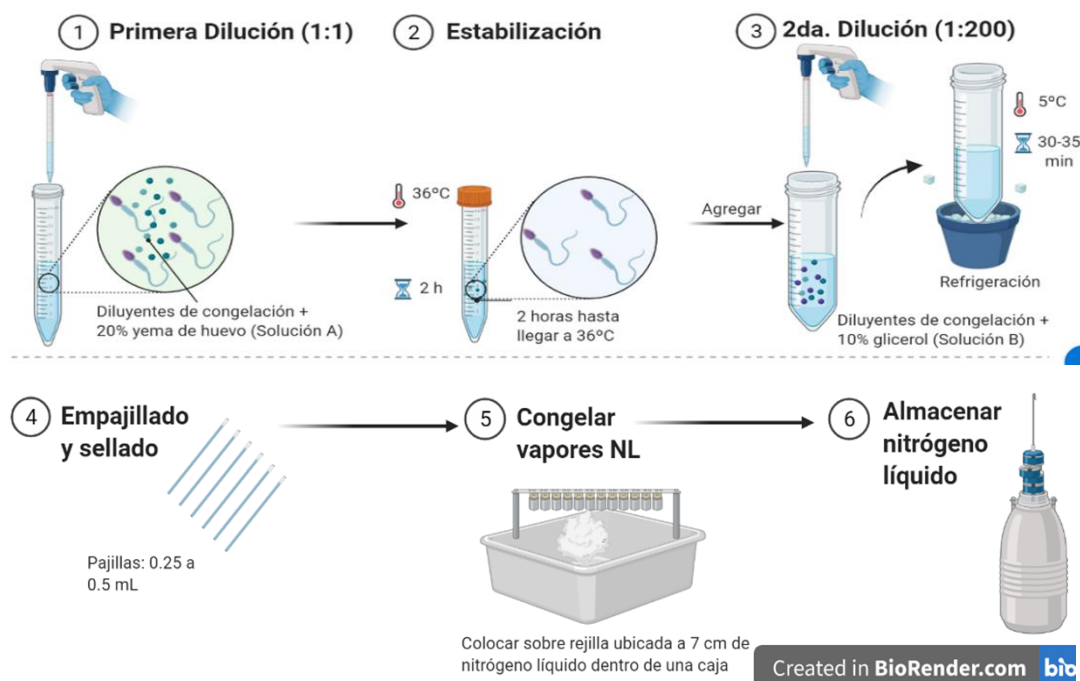 1 Primera Dilución (1:1)
Diluyentes de congelación +
20% yema de huevo (Solución A)
2 Estabilización
36ºC
2 h
2 horas hasta
llegar a 36ºC
Agregar
3 2da. Dilución (1:200)
5ºC
30-35
min
Refrigeración
Diluyentes de congelación +
10% glicerol (Solución B)
4 Empajillado
y sellado
Pajillas: 0.25 a
0.5 mL
5 Congelar
vapores NL
Colocar sobre rejilla ubicada a 7 cm de
nitrógeno líquido dentro de una caja
6 Almacenar
nitrógeno
líquido
Created in BioRender.com bio